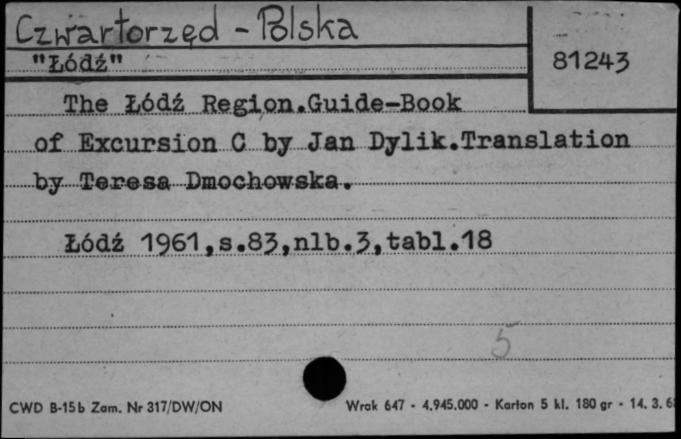 Czwartorzęd - Polska
"Łódź"
81243
The Łódź Region.Guide-Book
of Excursion C by Jan Dylik.Translation
by Teresa Dmochowska.
Łódź 1961,s.83,nlb.3,tabl.18
5
CWD B-15b Zam. Nr 317/DW/ON
Wrak 647 - 4.945.000 - Karton 5 kl. 180 gr - 14. 3. 6